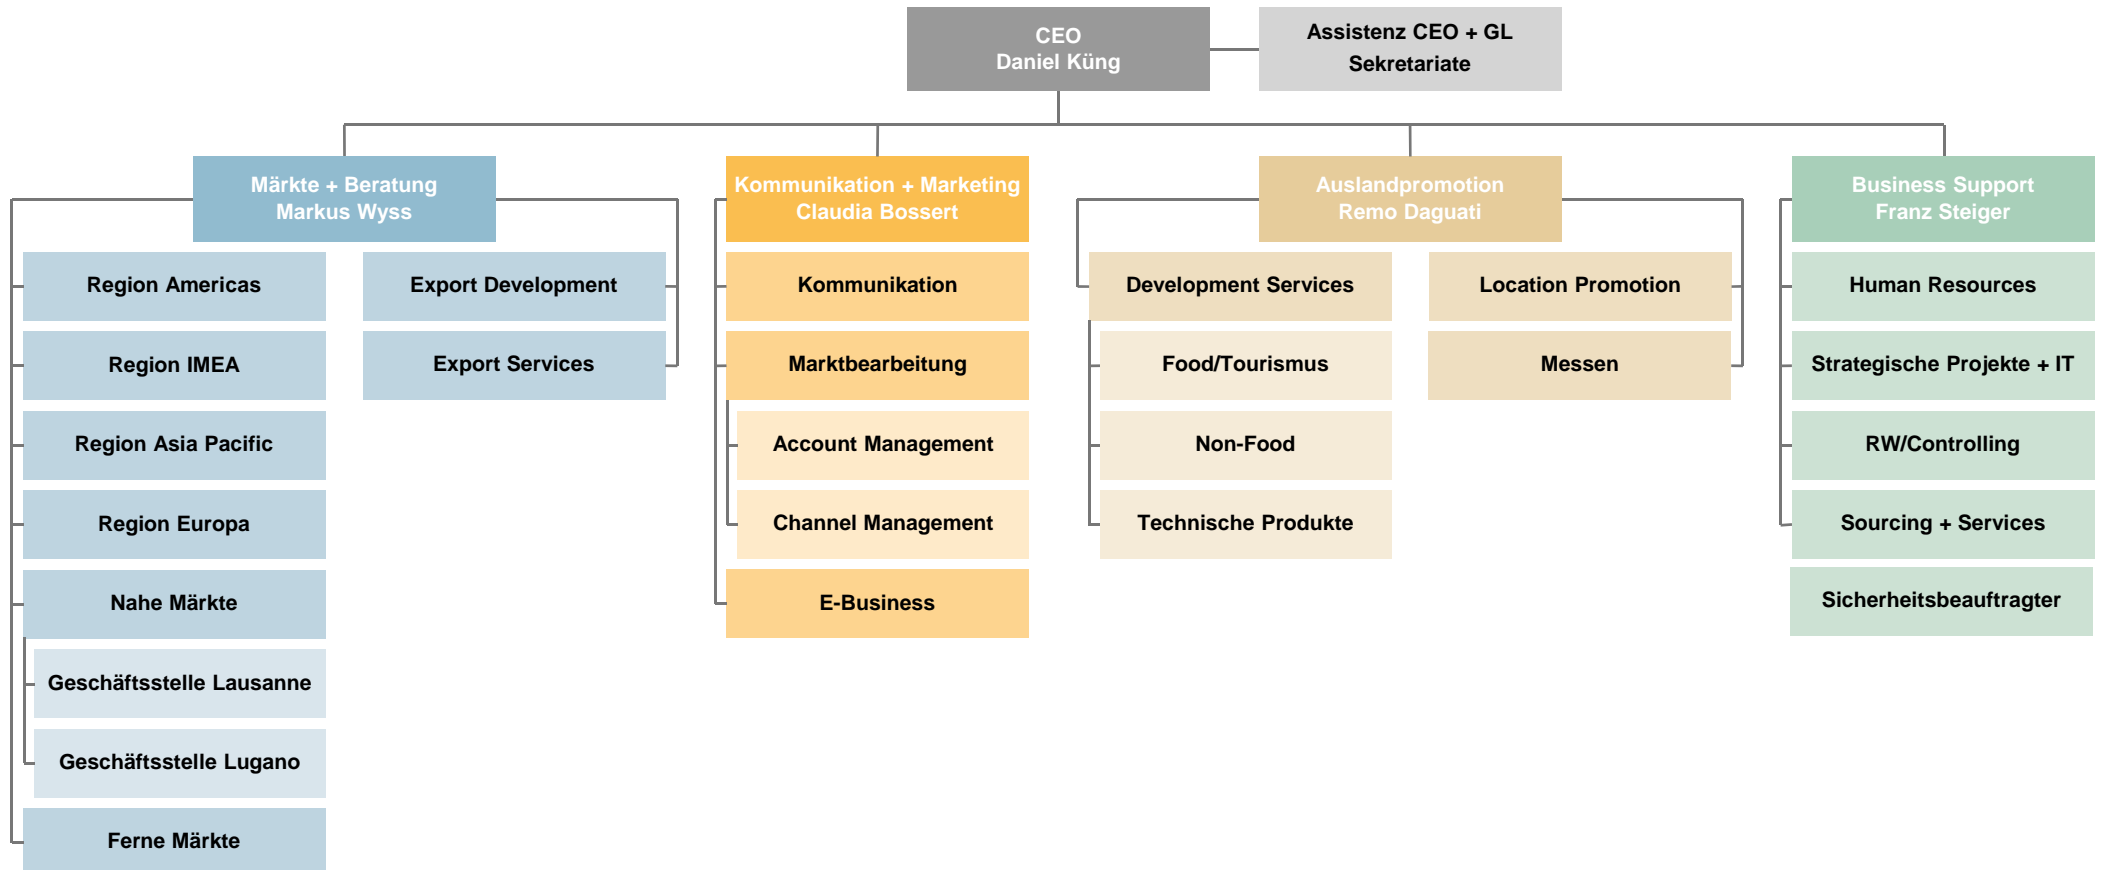 CEO
Daniel Küng
Assistenz CEO + GL
Sekretariate
Märkte + Beratung
Markus Wyss
Region Americas
Region IMEA
Region Asia Pacific
Region Europa
Nahe Märkte
Geschäftsstelle Lausanne
Geschäftsstelle Lugano
Ferne Märkte
Export Development
Export Services
Kommunikation + Marketing
Claudia Bossert
Kommunikation
Marktbearbeitung
Account Management
Channel Management
E-Business
Auslandpromotion
Remo Daguati
Development Services
Food/Tourismus
Non-Food
Technische Produkte
Location Promotion
Messen
Business Support
Franz Steiger
Human Resources
Strategische Projekte + IT
RW/Controlling
Sourcing + Services
Sicherheitsbeauftragter